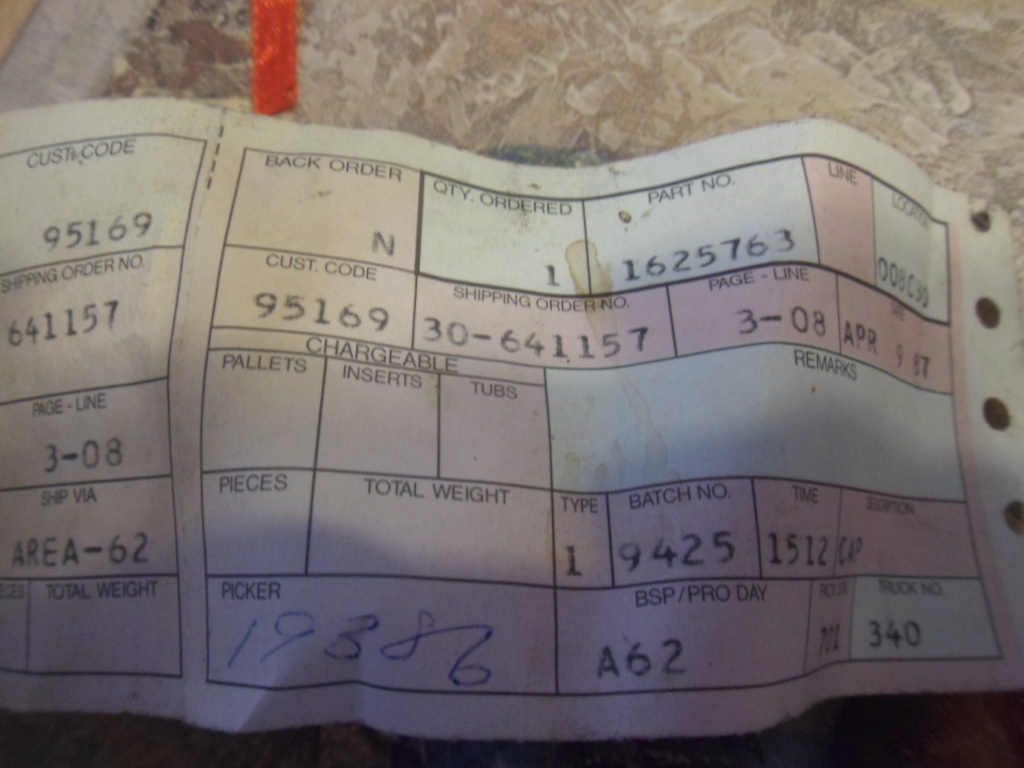 CUST. CODE
95169
SHIPPING ORDER NO.
641157
PAGE - LINE
3-08
SHIP VIA
AREA-62
TOTAL WEIGHT
BACK ORDER QTY. ORDERED PART NO. LINE
N 1 1625763
CUST. CODE SHIPPING ORDER NO. PAGE - LINE
95169 30-641157 3-08 APR 9 87
CHARGEABLE
PALLETS INSERTS TUBS REMARKS
PIECES TOTAL WEIGHT TYPE BATCH NO. TIME
1 9425 1512 CAP
PICKER BSP/PRO DAY TRUCK NO.
19386 A62 701 340